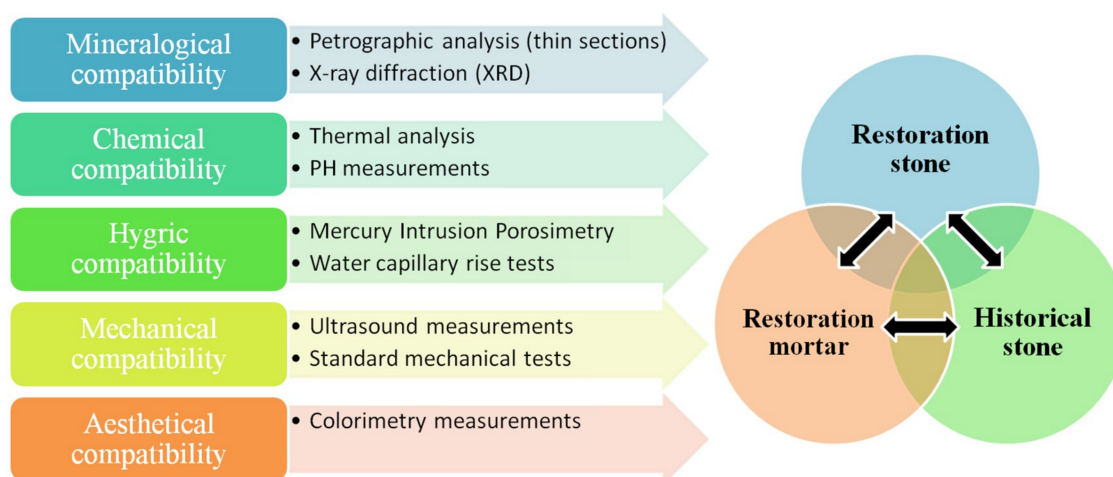 Mineralogical
compatibility
• Petrographic analysis (thin sections)
• X-ray diffraction (XRD)
Chemical
compatibility
• Thermal analysis
• PH measurements
Hygric
compatibility
• Mercury Intrusion Porosimetry
• Water capillary rise tests
Mechanical
compatibility
• Ultrasound measurements
• Standard mechanical tests
Aesthetical
compatibility
• Colorimetry measurements
Restoration
stone
Restoration
mortar
Historical
stone